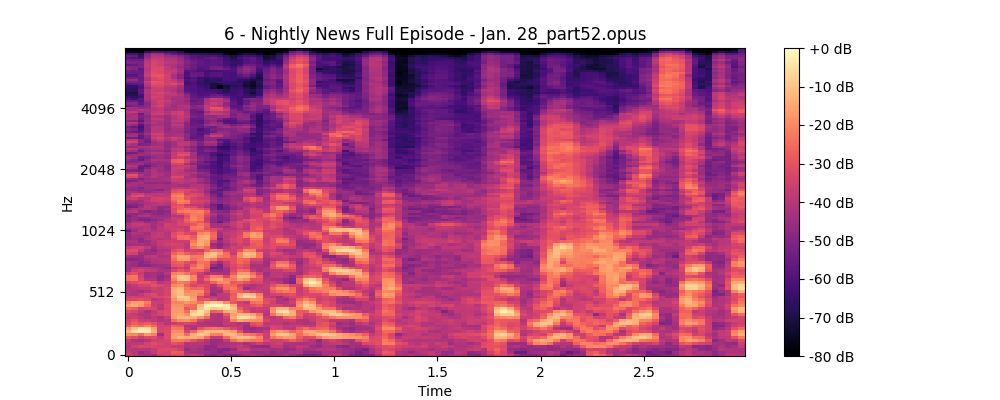 6 - Nightly News Full Episode - Jan. 28_part52.opus
Hz
4096
2048
1024
512
0
0
0.5
1
1.5
2
2.5
Time
+0 dB
-10 dB
-20 dB
-30 dB
-40 dB
-50 dB
-60 dB
-70 dB
-80 dB